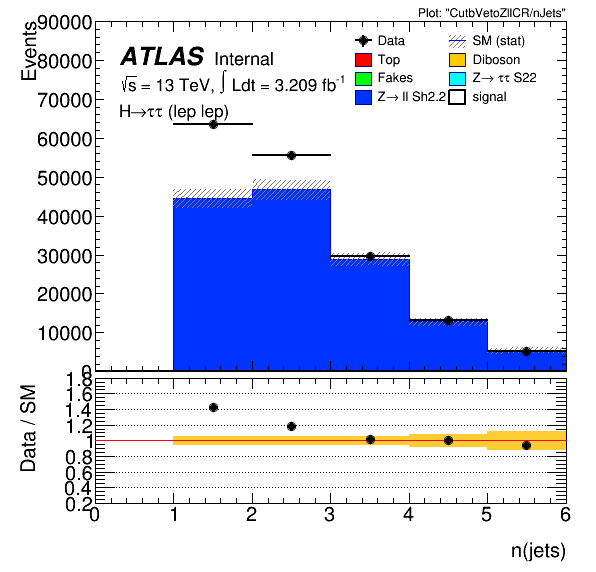 Plot: "CutbVetoZllCR/nJets"
Events
90000
80000
70000
60000
50000
40000
30000
20000
10000
0
ATLAS Internal
√s = 13 TeV, ∫ Ldt = 3.209 fb⁻¹
H→ττ (lep lep)
Data
SM (stat)
Top
Diboson
Fakes
Z→ ττ S22
Z→ ll Sh2.2
signal
Data / SM
1.8
1.6
1.4
1.2
1
0.8
0.6
0.4
0.2
0 1 2 3 4 5 6
n(jets)